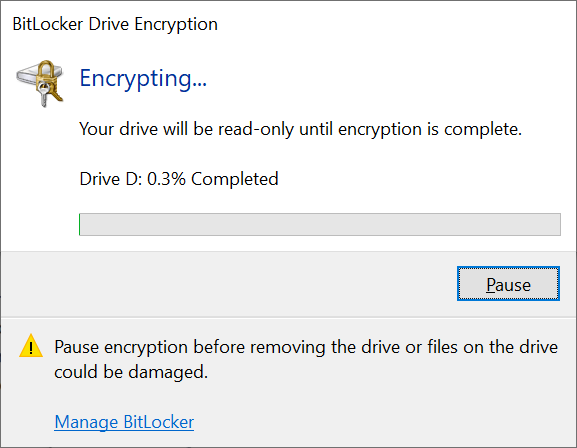 BitLocker Drive Encryption
Encrypting...
Your drive will be read-only until encryption is complete.
Drive D: 0.3% Completed
Pause
Pause encryption before removing the drive or files on the drive
could be damaged.
Manage BitLocker